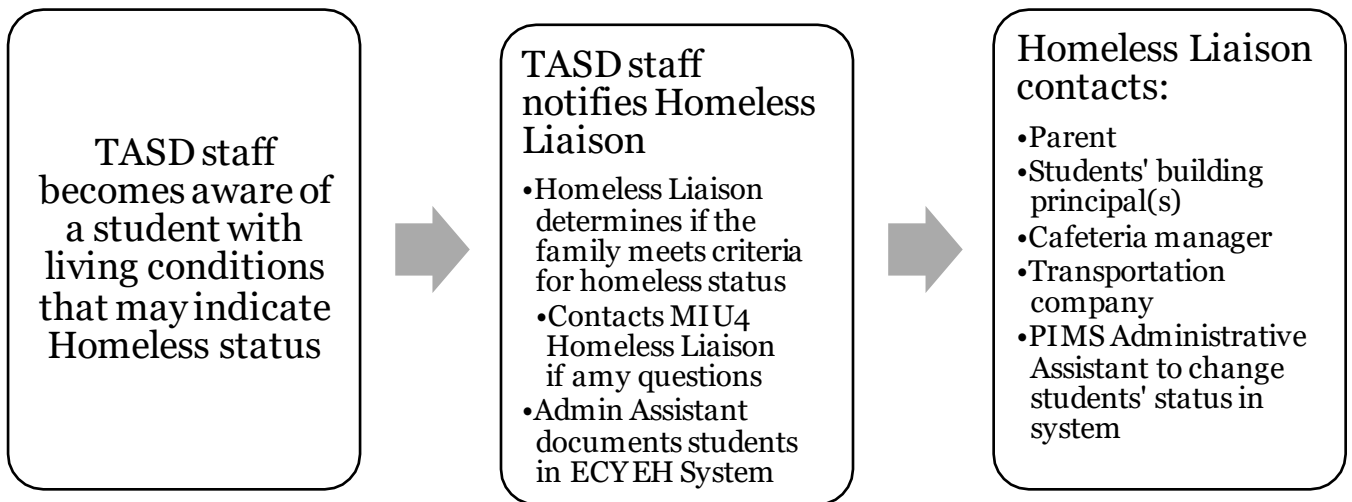 TASD staff
becomes aware of
a student with
living conditions
that may indicate
Homeless status
TASD staff
notifies Homeless
Liaison
•Homeless Liaison
determines if the
family meets criteria
for homeless status
•Contacts MIU4
Homeless Liaison
if amy questions
•Admin Assistant
documents students
in ECYEH System
Homeless Liaison
contacts:
•Parent
•Students' building
principal(s)
•Cafeteria manager
•Transportation
company
•PIMS Administrative
Assistant to change
students' status in
system